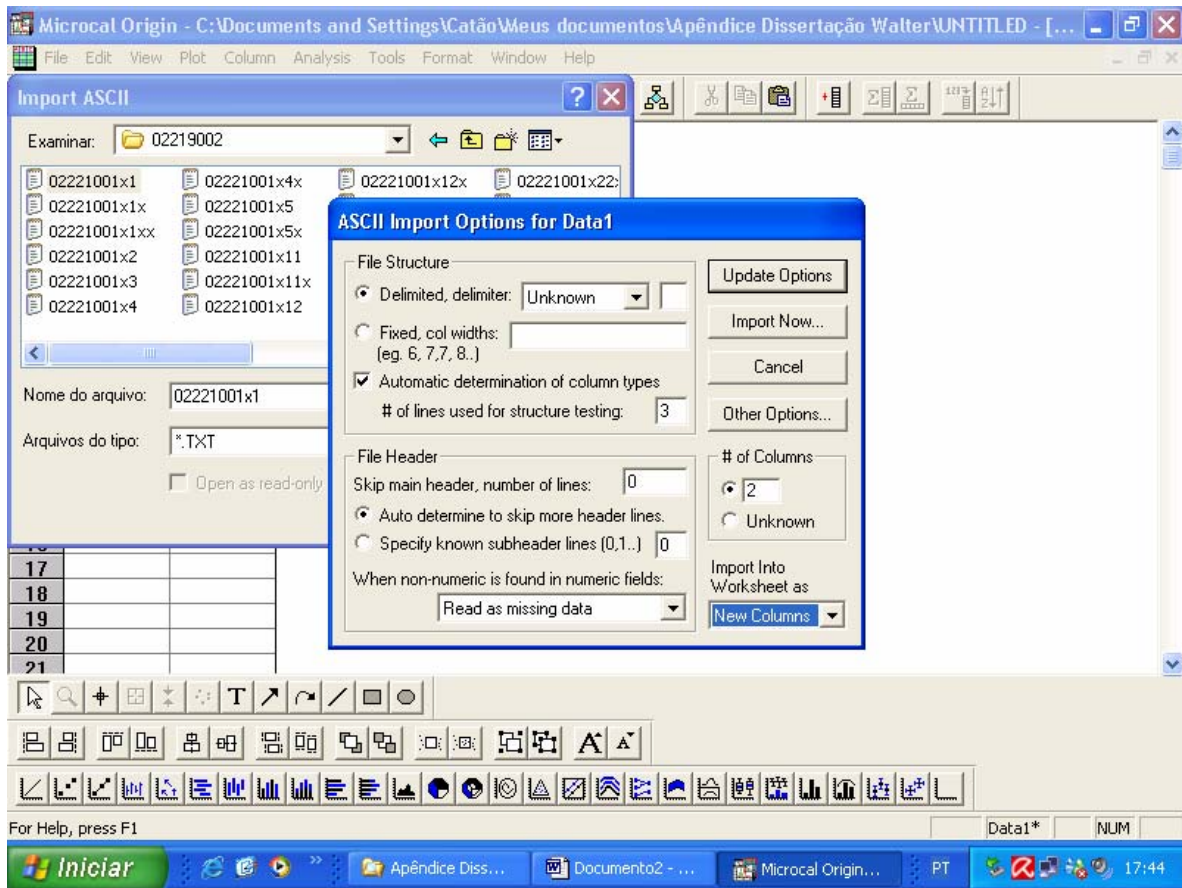 Microcal Origin - C:\Documents and Settings\Catão\Meus documentos\Apêndice Dissertação Walter\UNTITLED - [...
File Edit View Plot Column Analysis Tools Format Window Help
Import ASCII
Examinar: 02219002
02221001x1 02221001x4x 02221001x12x 02221001x22x
02221001x1x 02221001x5
02221001x1xx 02221001x5x
02221001x2 02221001x11
02221001x3 02221001x11x
02221001x4 02221001x12
Nome do arquivo: 02221001x1
Arquivos do tipo: *.TXT
Open as read-only
ASCII Import Options for Data1
File Structure
Delimited, delimiter: Unknown
Fixed, col widths:
(eg. 6, 7,7, 8..)
Automatic determination of column types
# of lines used for structure testing: 3
File Header
Skip main header, number of lines: 0
Auto determine to skip more header lines.
Specify known subheader lines (0,1..) 0
When non-numeric is found in numeric fields:
Read as missing data
Update Options
Import Now...
Cancel
Other Options...
# of Columns
2
Unknown
Import Into
Worksheet as
New Columns
17
18
19
20
21
For Help, press F1
Data1* NUM
Iniciar Apêndice Diss... Documento2 - ... Microcal Origin... PT 17:44